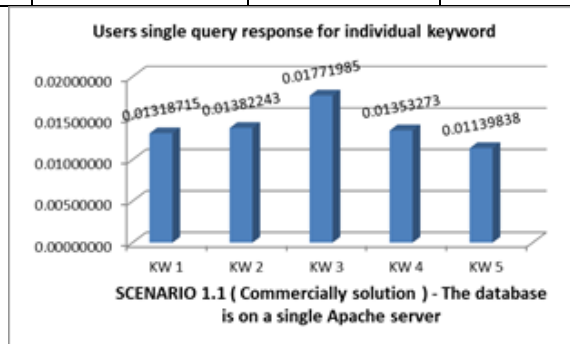 Users single query response for individual keyword
0.02000000
0.01500000
0.01000000
0.00500000
0.00000000
0.01318715
0.01382243
0.01771985
0.01353273
0.01139838
KW 1 KW 2 KW 3 KW 4 KW 5
SCENARIO 1.1 ( Commercially solution ) - The database
is on a single Apache server